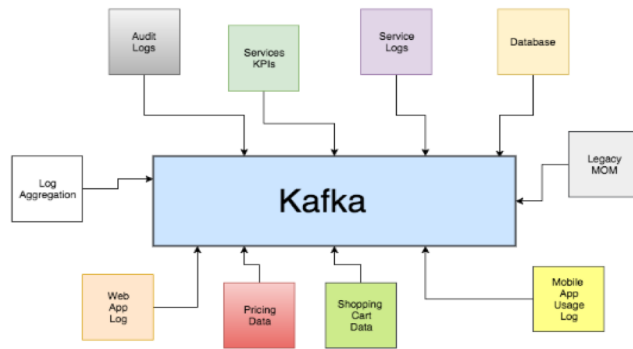 Audit
Logs
Services
KPIs
Service
Logs
Database
Log
Aggregation
Kafka
Legacy
MOM
Web
App
Log
Pricing
Data
Shopping
Cart
Data
Mobile
App
Usage
Log